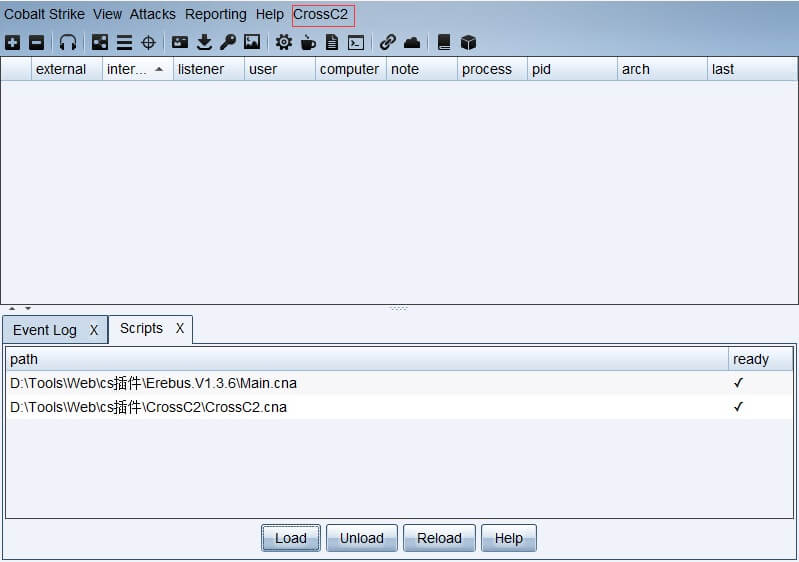 Cobalt Strike View Attacks Reporting Help CrossC2
external inter... listener user computer note process pid arch last
Event Log X Scripts X
path ready
D:\Tools\Web\cs插件\Erebus.V1.3.6\Main.cna ✓
D:\Tools\Web\cs插件\CrossC2\CrossC2.cna ✓
Load Unload Reload Help